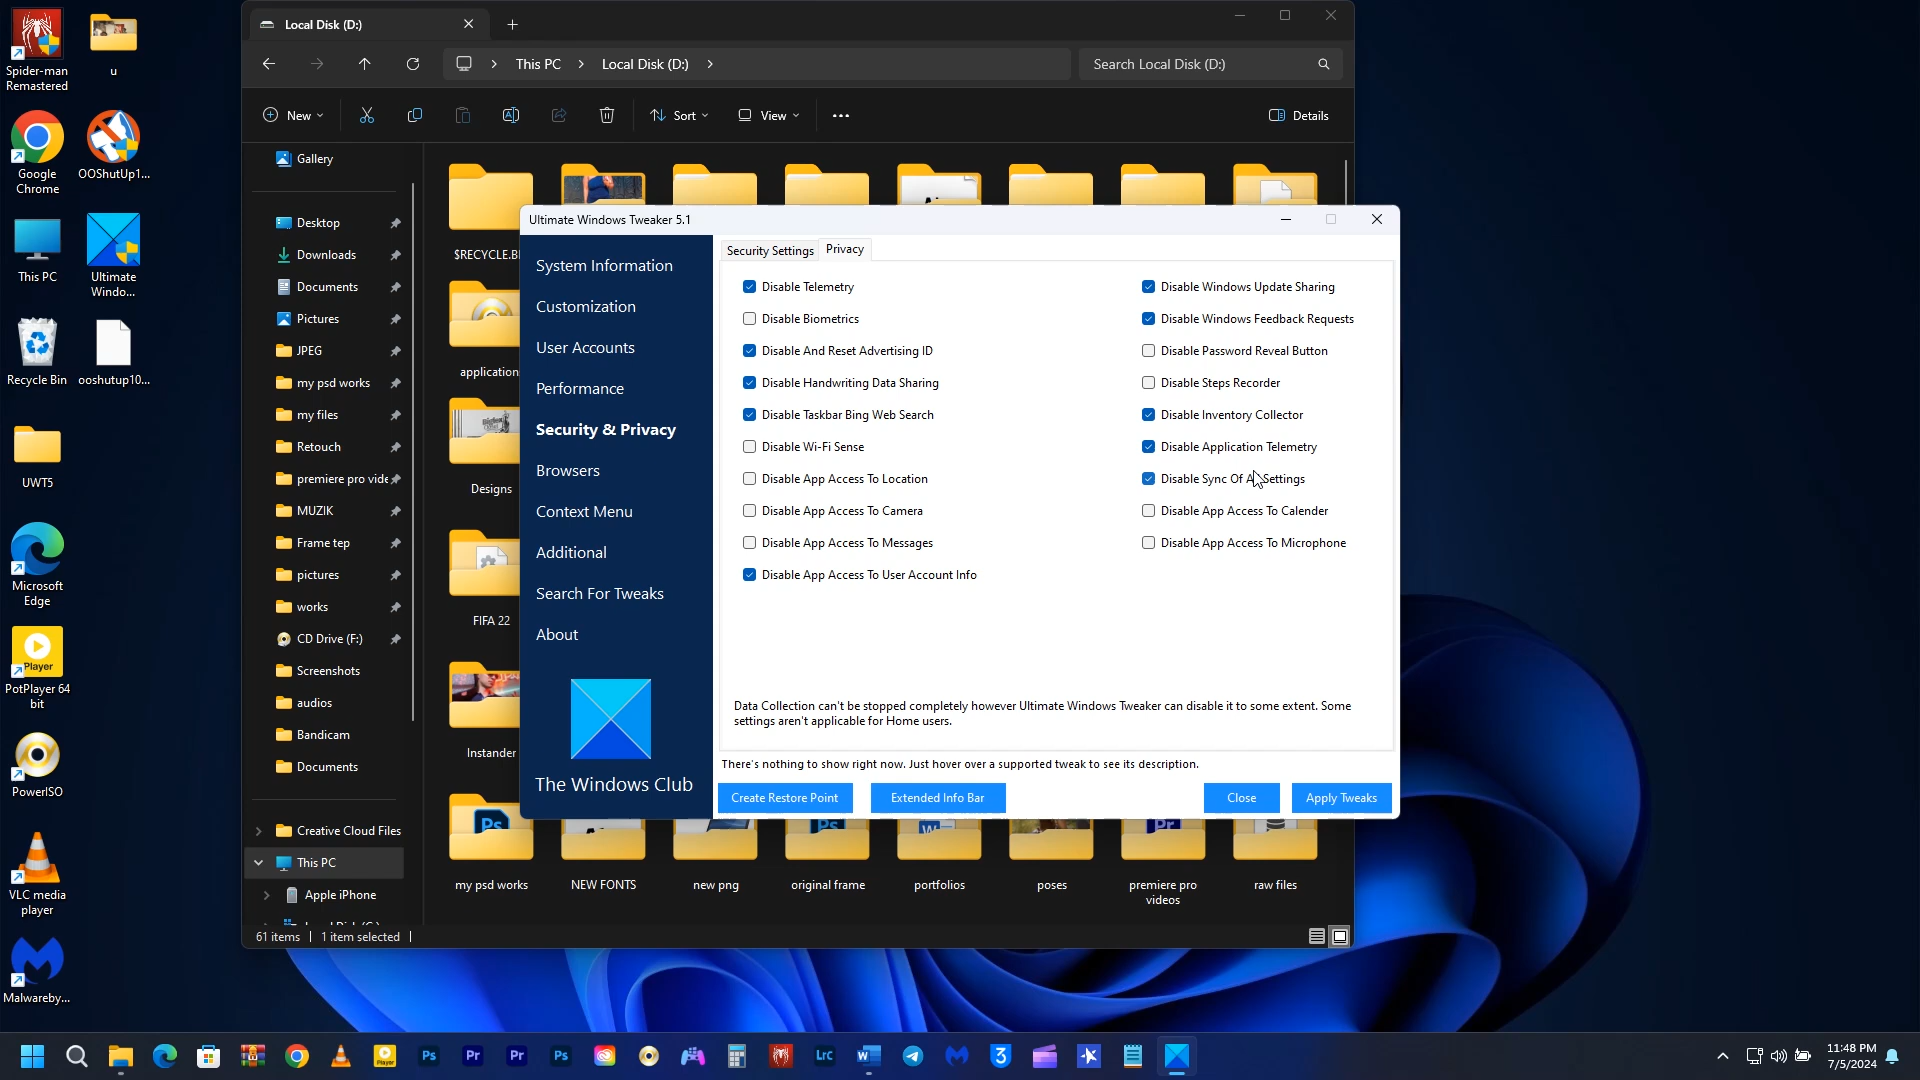 Spider-man
Remastered
u
Google
Chrome
OOShutUp1...
This PC
Ultimate
Windo...
Recycle Bin
ooshutup10...
UWT5
Microsoft
Edge
Player
PotPlayer 64
bit
PowerISO
VLC media
player
Malwareby...
Local Disk (D:)
This PC
Local Disk (D:)
Search Local Disk (D:)
New
Sort
View
Details
Gallery
Desktop
Downloads
Documents
Pictures
JPEG
my psd works
my files
Retouch
premiere pro vide
MUZIK
Frame tep
pictures
works
CD Drive (F:)
Screenshots
audios
Bandicam
Documents
Creative Cloud Files
This PC
Apple iPhone
$RECYCLE.BI
application
Designs
FIFA 22
Instander
my psd works
NEW FONTS
new png
original frame
portfolios
poses
premiere pro
videos
raw files
61 items
1 item selected
Ultimate Windows Tweaker 5.1
System Information
Customization
User Accounts
Performance
Security & Privacy
Browsers
Context Menu
Additional
Search For Tweaks
About
The Windows Club
Security Settings
Privacy
Disable Telemetry
Disable Biometrics
Disable And Reset Advertising ID
Disable Handwriting Data Sharing
Disable Taskbar Bing Web Search
Disable Wi-Fi Sense
Disable App Access To Location
Disable App Access To Camera
Disable App Access To Messages
Disable App Access To User Account Info
Disable Windows Update Sharing
Disable Windows Feedback Requests
Disable Password Reveal Button
Disable Steps Recorder
Disable Inventory Collector
Disable Application Telemetry
Disable Sync Of A Settings
Disable App Access To Calender
Disable App Access To Microphone
Data Collection can't be stopped completely however Ultimate Windows Tweaker can disable it to some extent. Some
settings aren't applicable for Home users.
There's nothing to show right now. Just hover over a supported tweak to see its description.
Create Restore Point
Extended Info Bar
Close
Apply Tweaks
Ps
Ps
Pr
Player
Ps
Pr
Pr
Ps
LrC
11:48 PM
7/5/2024